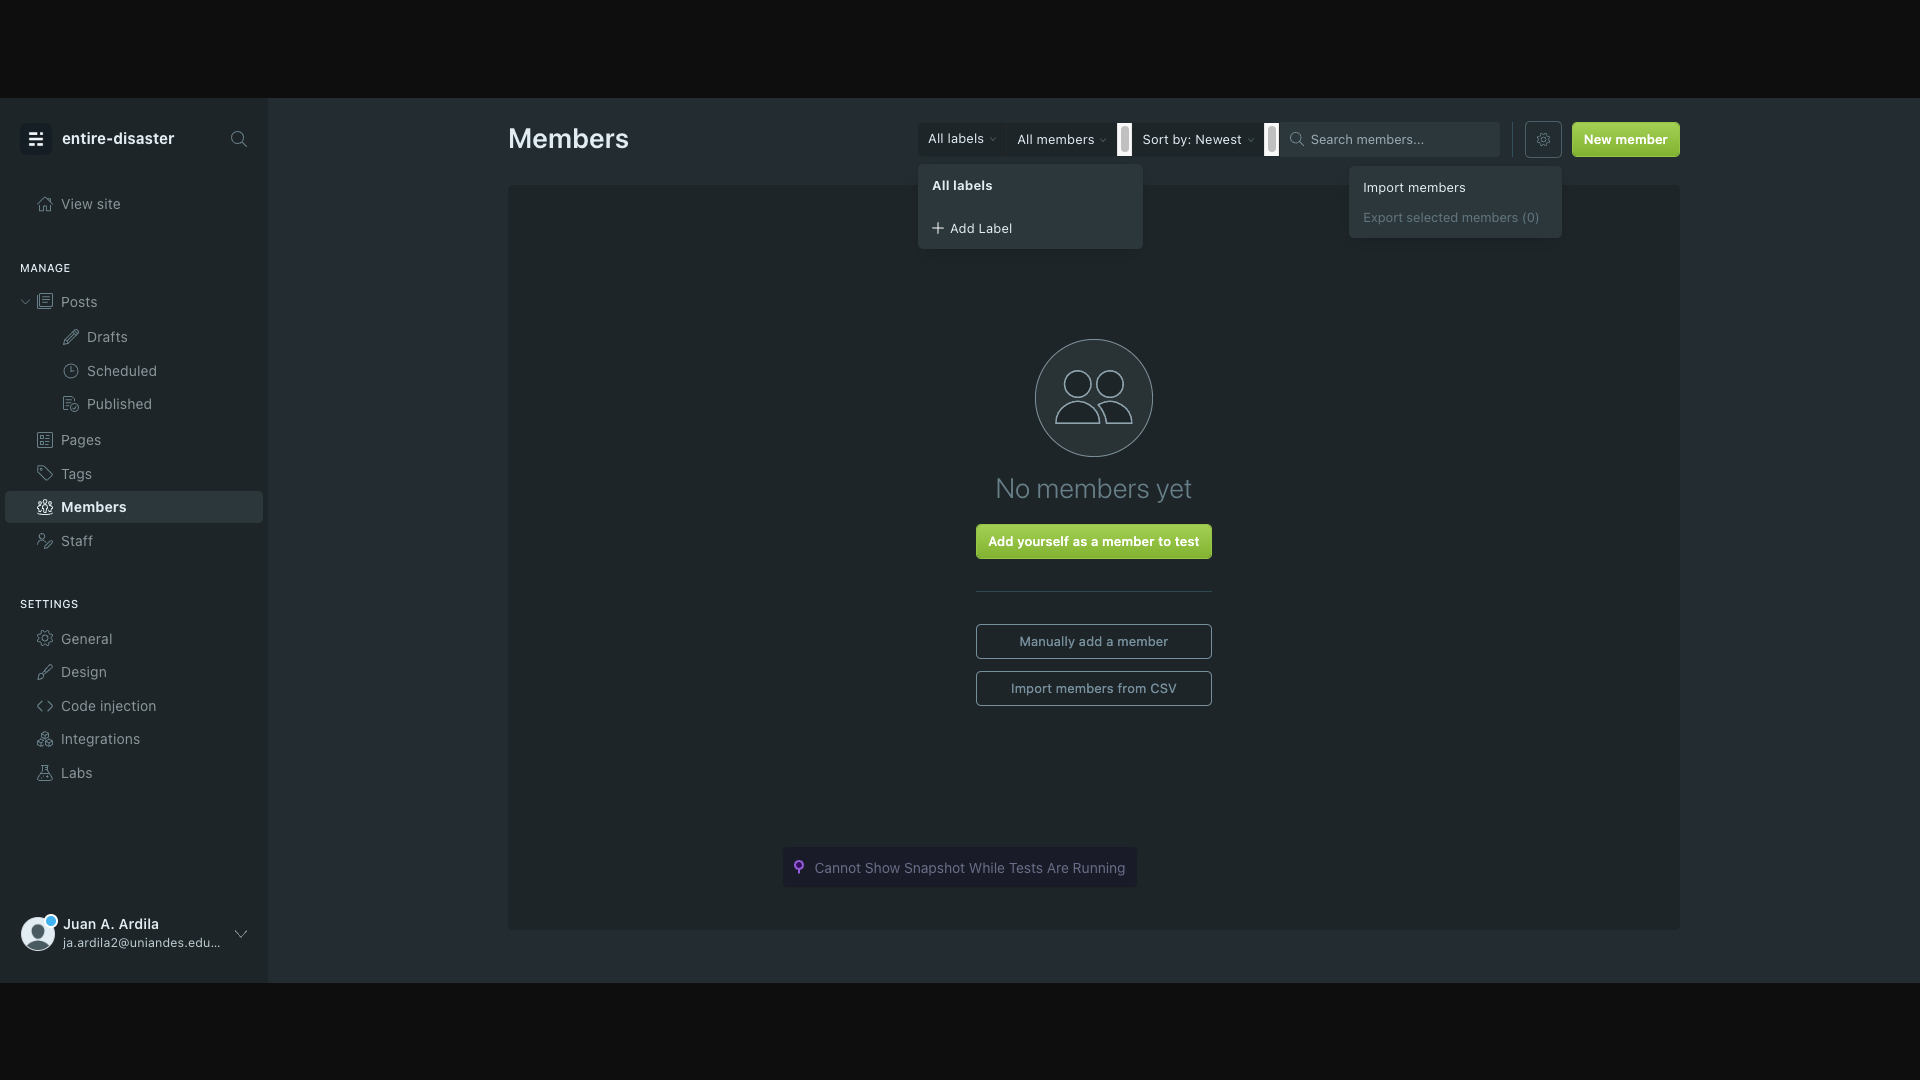 entire-disaster
View site
MANAGE
Posts
Drafts
Scheduled
Published
Pages
Tags
Members
Staff
SETTINGS
General
Design
Code injection
Integrations
Labs
Juan A. Ardila
ja.ardila2@uniandes.edu...
Members
All labels
All members
Sort by: Newest
Search members...
New member
All labels
Add Label
Import members
Export selected members (0)
No members yet
Add yourself as a member to test
Manually add a member
Import members from CSV
Cannot Show Snapshot While Tests Are Running